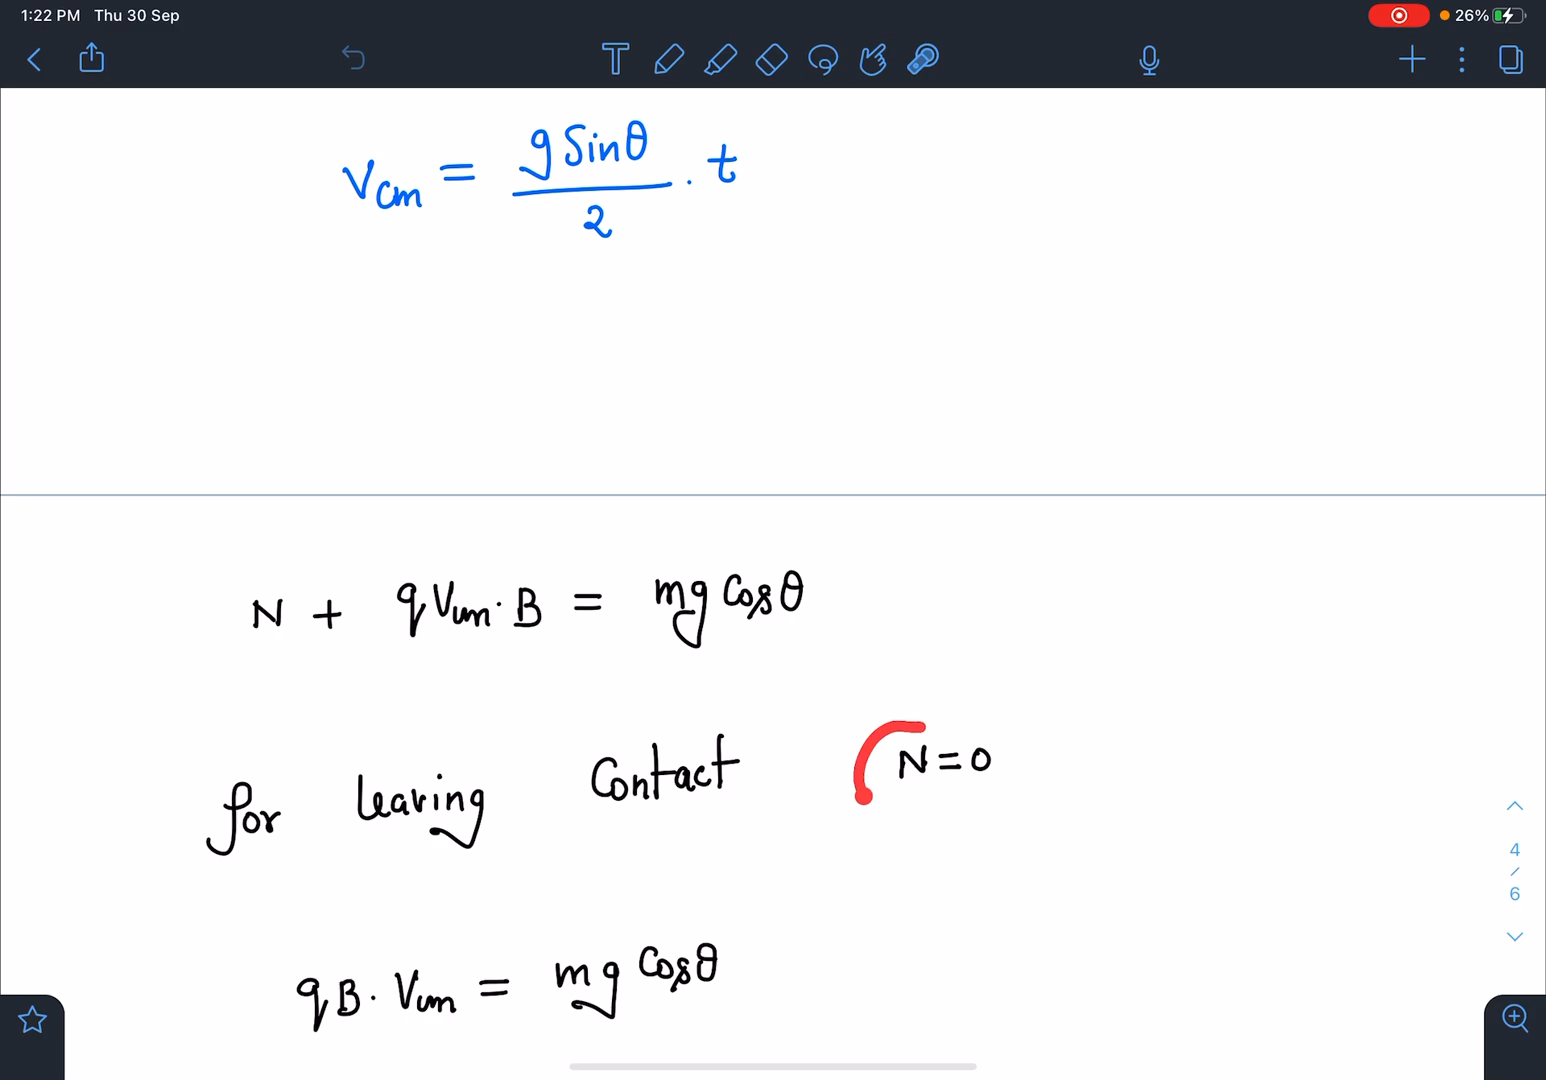 1:22 PM Thu 30 Sep 26%
T
Vcm = g Sinθ / 2 . t
N + qVcm . B = mg Cosθ
for leaving Contact N = 0
4 / 6
qB . Vcm = mg Cosθ